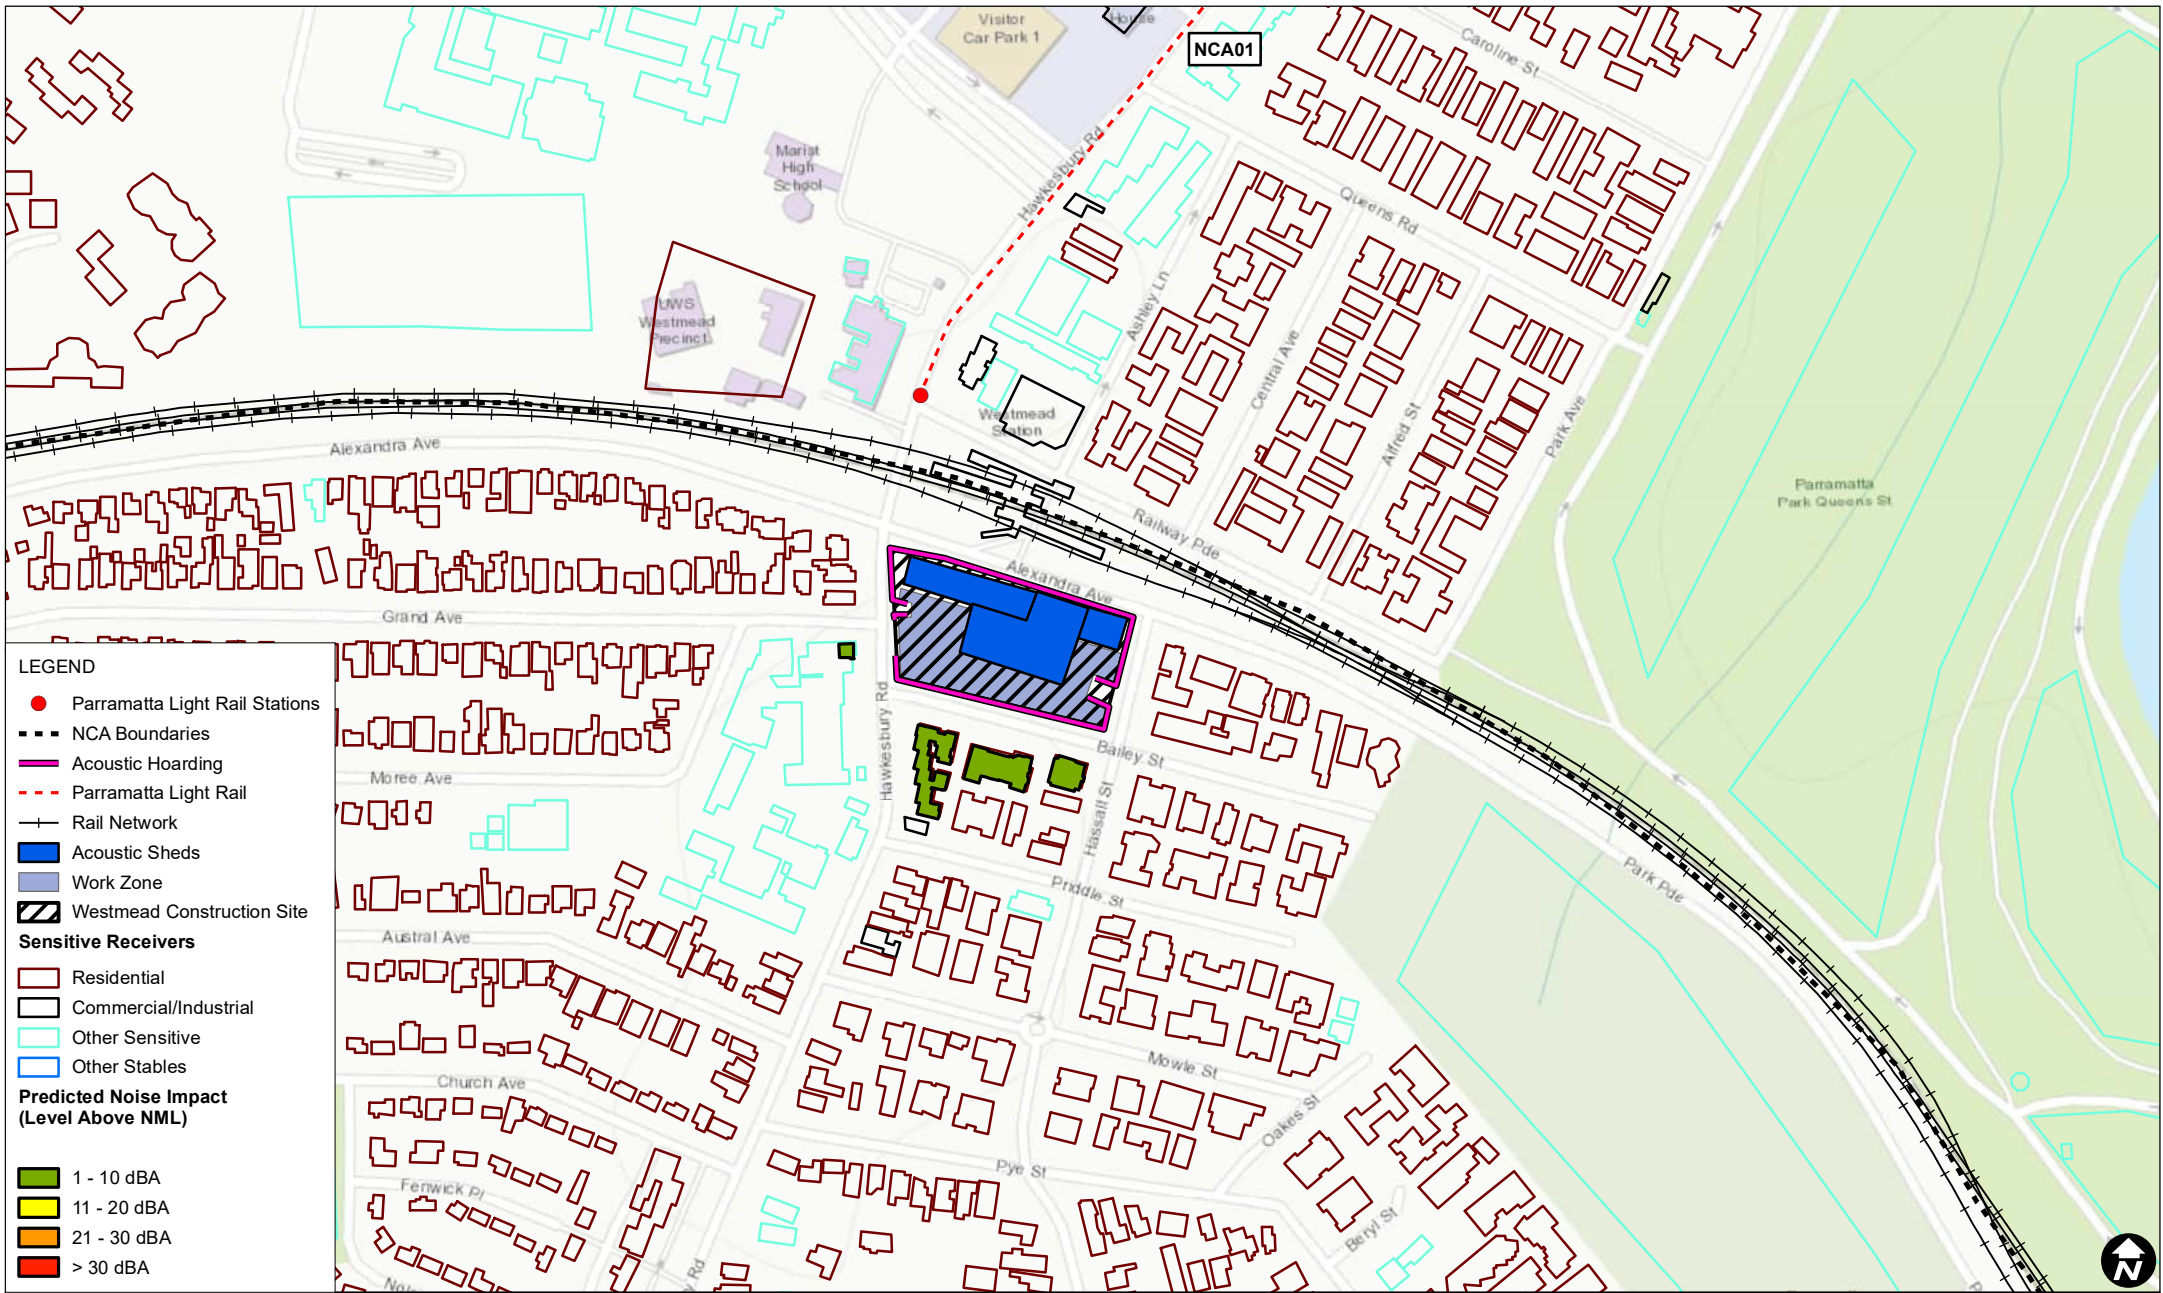 Visitor
Car Park 1
House
NCA01
Caroline St
Marist
High
School
Hawkesbury Rd
Queens Rd
UWS
Westmead
Precinct
Ashley Ln
Central Ave
Westmead
Station
Alfred St
Park Ave
Alexandra Ave
Parramatta
Park Queens St
Railway Pde
Alexandra Ave
Grand Ave
Hawkesbury Rd
Bailey St
Moree Ave
Hassall St
Priddle St
Park Pde
Austral Ave
Mowle St
Church Ave
Oakes St
Pye St
Fenwick Pl
Beryl St
y Rd
LEGEND
Parramatta Light Rail Stations
NCA Boundaries
Acoustic Hoarding
Parramatta Light Rail
Rail Network
Acoustic Sheds
Work Zone
Westmead Construction Site
Sensitive Receivers
Residential
Commercial/Industrial
Other Sensitive
Other Stables
Predicted Noise Impact
(Level Above NML)
1 - 10 dBA
11 - 20 dBA
21 - 30 dBA
> 30 dBA
N